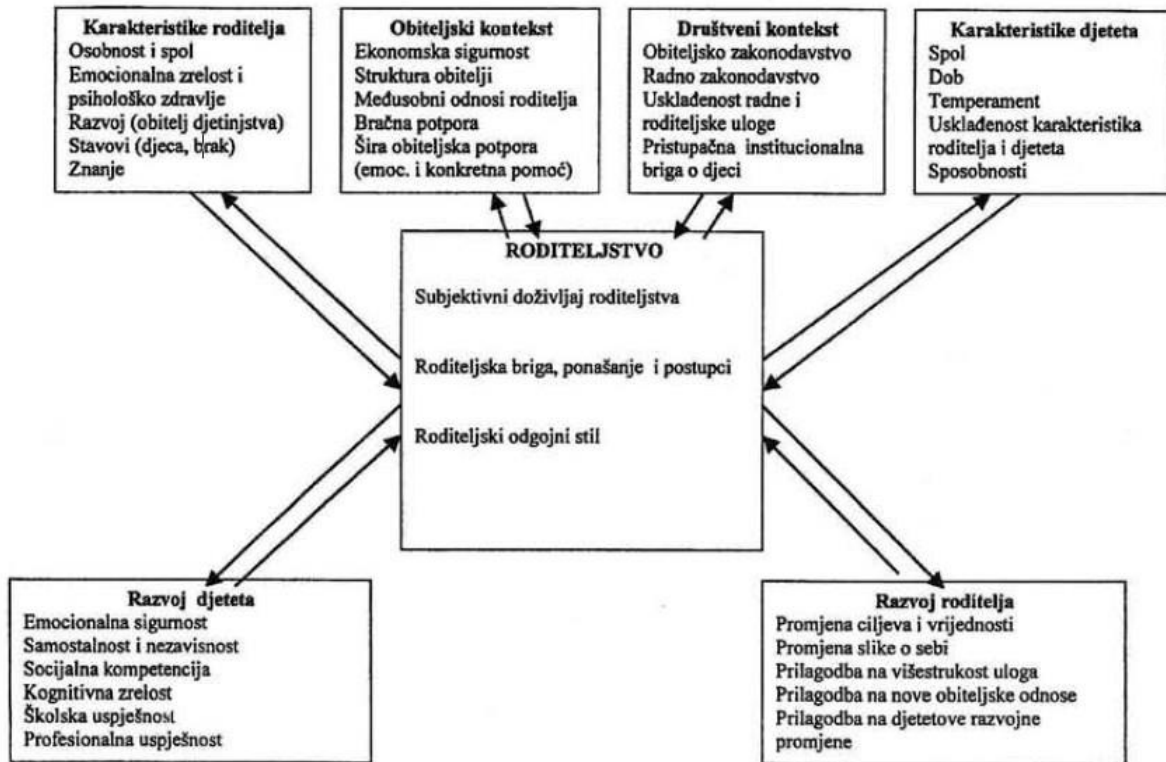 Karakteristike roditelja
Osobnost i spol
Emocionalna zrelost i
psihološko zdravlje
Razvoj (obitelj djetinjstva)
Stavovi (djeca, brak)
Znanje
Obiteljski kontekst
Ekonomska sigurnost
Struktura obitelji
Međusobni odnosi roditelja
Bračna potpora
Šira obiteljska potpora
(emoc. i konkretna pomoć)
Društveni kontekst
Obiteljsko zakonodavstvo
Radno zakonodavstvo
Usklađenost radne i
roditeljske uloge
Pristupačna institucionalna
briga o djeci
Karakteristike djeteta
Spol
Dob
Temperament
Usklađenost karakteristika
roditelja i djeteta
Sposobnosti
RODITELJSTVO
Subjektivni doživljaj roditeljstva
Roditeljska briga, ponašanje i postupci
Roditeljski odgojni stil
Razvoj djeteta
Emocionalna sigurnost
Samostalnost i nezavisnost
Socijalna kompetencija
Kognitivna zrelost
Školska uspješnost
Profesionalna uspješnost
Razvoj roditelja
Promjena ciljeva i vrijednosti
Promjena slike o sebi
Prilagodba na višestrukost uloga
Prilagodba na nove obiteljske odnose
Prilagodba na djetetove razvojne
promjene